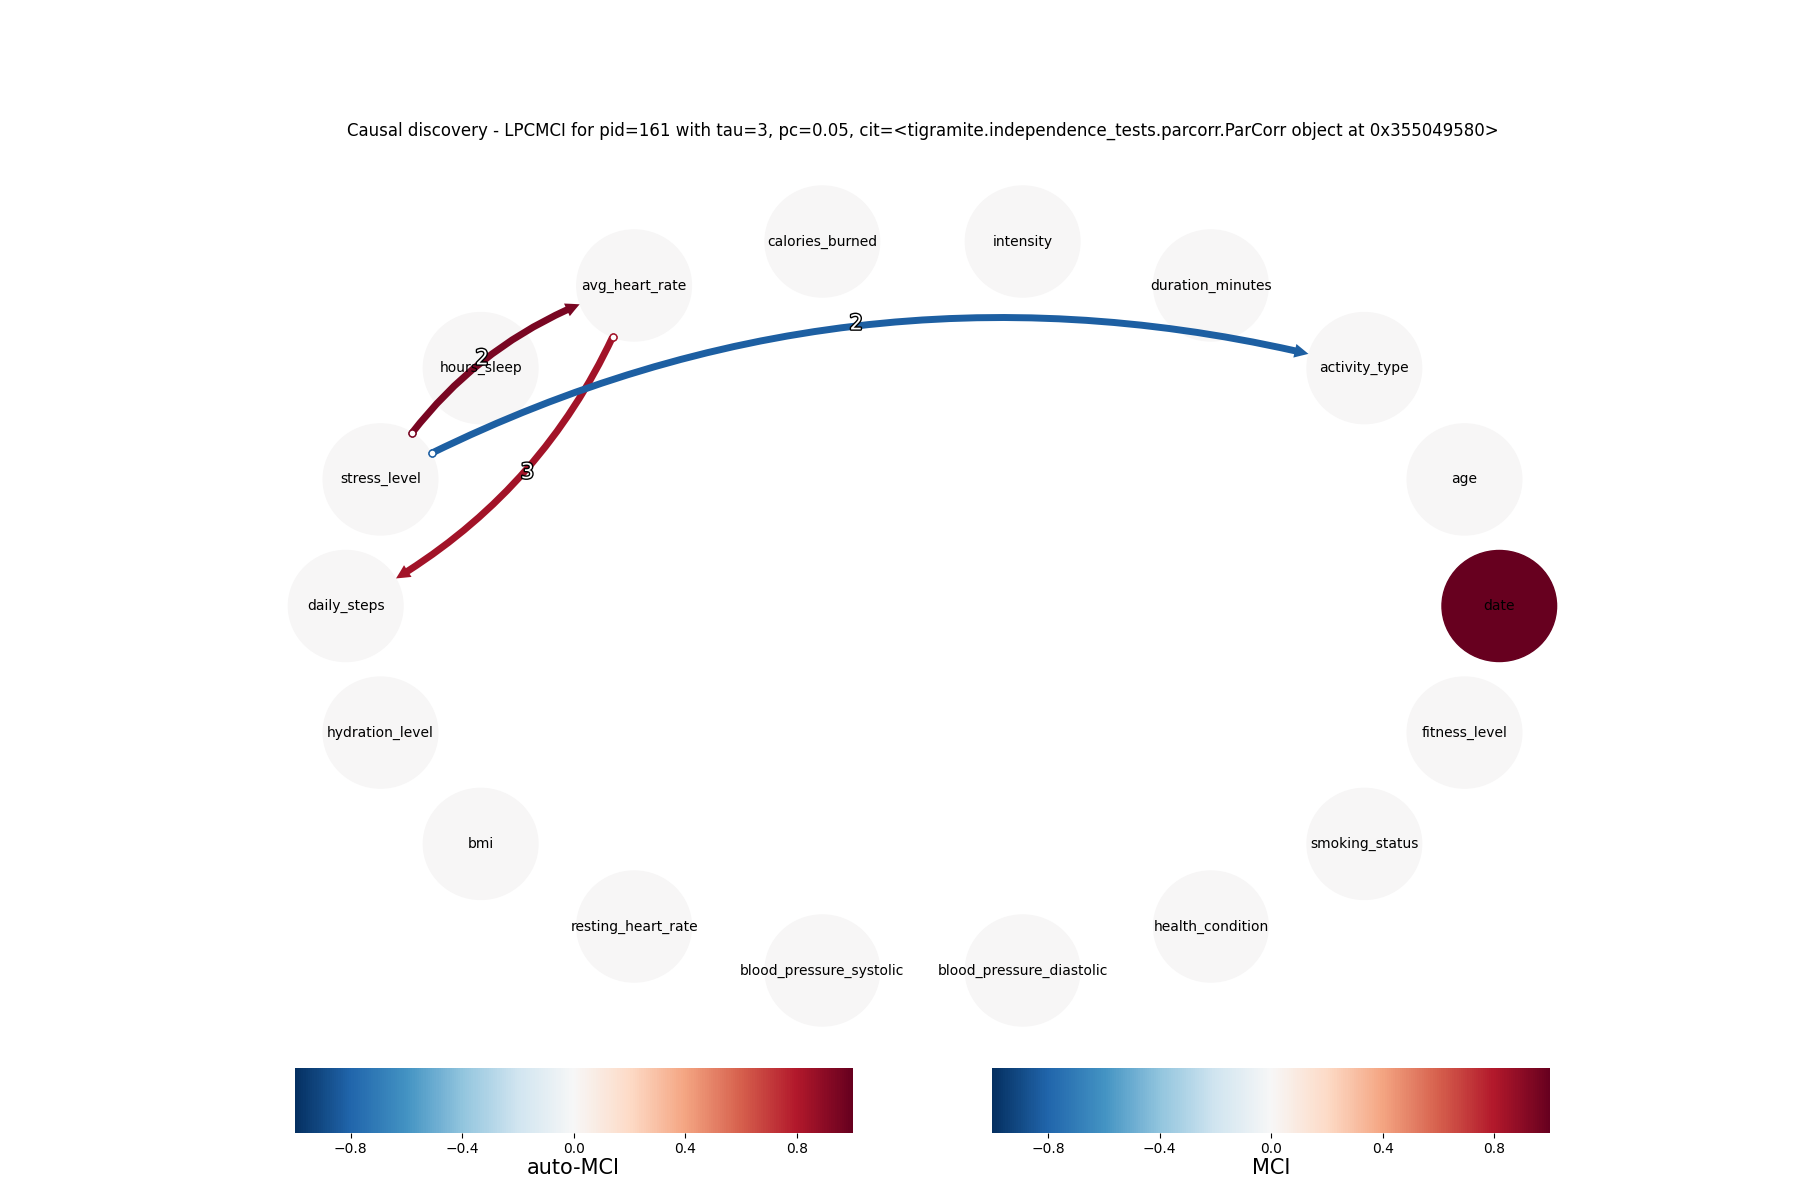 Causal discovery - LPCMCI for pid=161 with tau=3, pc=0.05, cit=<tigramite.independence_tests.parcorr.ParCorr object at 0x355049580>
calories_burned
intensity
avg_heart_rate
duration_minutes
2
2
hours_sleep
activity_type
3
stress_level
age
daily_steps
date
hydration_level
fitness_level
bmi
smoking_status
resting_heart_rate
health_condition
blood_pressure_systolic
blood_pressure_diastolic
−0.8 −0.4 0.0 0.4 0.8
auto-MCI
−0.8 −0.4 0.0 0.4 0.8
MCI